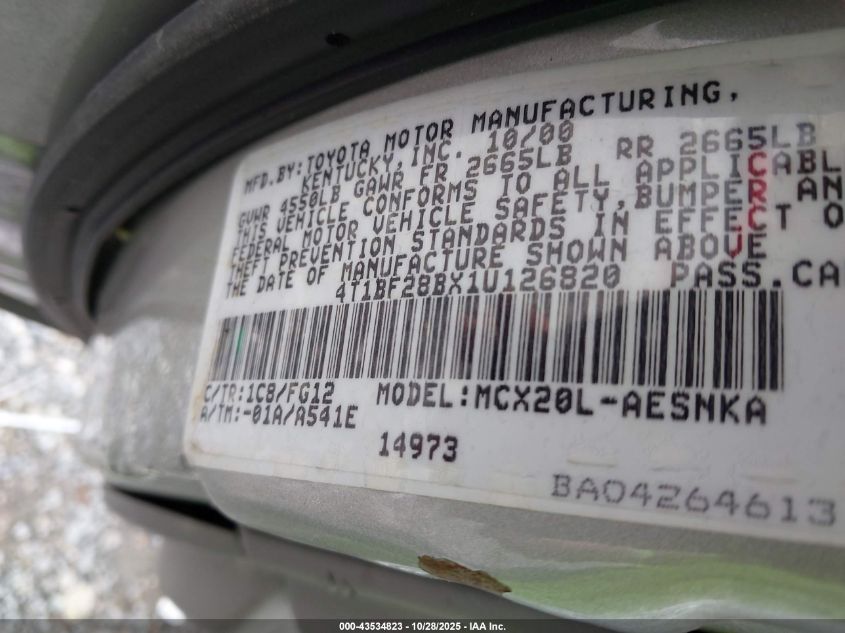 MFD.BY:TOYOTA MOTOR MANUFACTURING,
KENTUCKY,INC. 10/00
GVWR 4550LB GAWR FR 2665LB RR 2665LB
THIS VEHICLE CONFORMS TO ALL APPLICABL
FEDERAL MOTOR VEHICLE SAFETY,BUMPER AN
THEFT PREVENTION STANDARDS IN EFFECT O
THE DATE OF MANUFACTURE SHOWN ABOVE
4T1BF28BX1U126820 PASS.CA
C/TR:1C8/FG12 MODEL:MCX20L-AESNKA
A/TM:-01A/A541E
14973
BA04264613
000-43534823 | 10/28/2025 - IAA Inc.